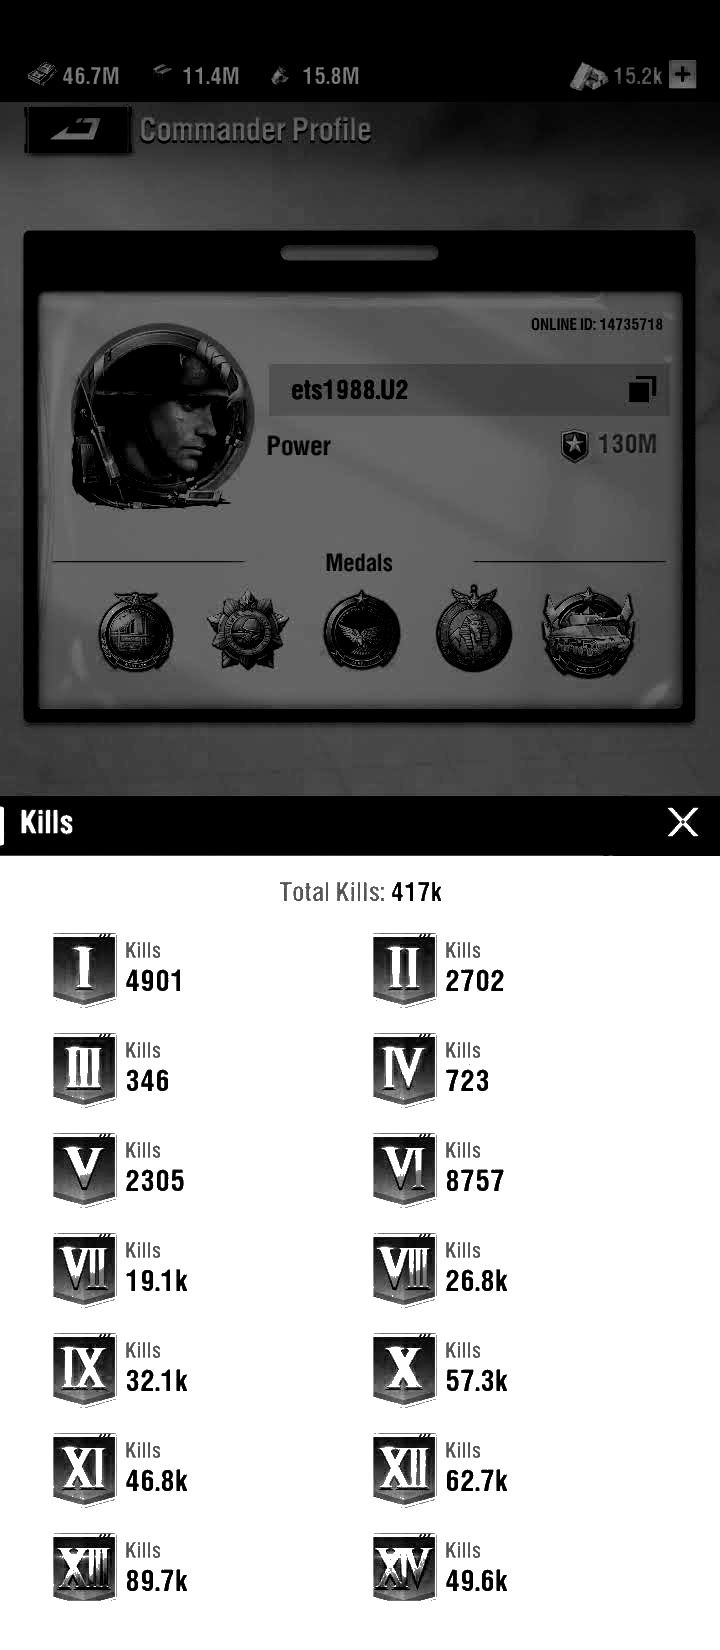 46.7M 11.4M 15.8M 15.2k
Commander Profile
ONLINE ID: 14735718
ets1988.U2
Power 130M
Medals
Kills
Total Kills: 417k
I Kills 4901
II Kills 2702
III Kills 346
IV Kills 723
V Kills 2305
VI Kills 8757
VII Kills 19.1k
VIII Kills 26.8k
IX Kills 32.1k
X Kills 57.3k
XI Kills 46.8k
XII Kills 62.7k
XIII Kills 89.7k
XIV Kills 49.6k